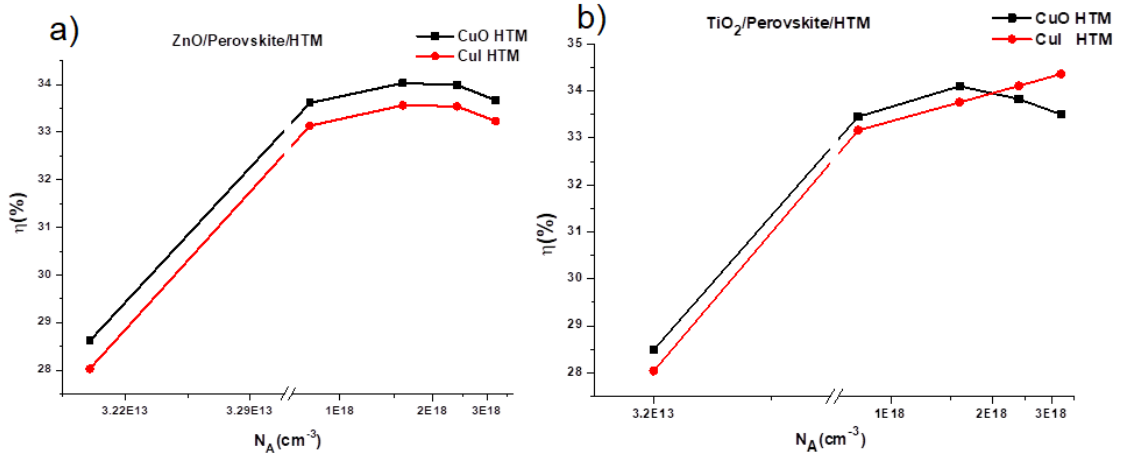 a)
ZnO/Perovskite/HTM
CuO HTM
CuI HTM
34
33
32
31
30
29
28
η(%)
3.22E13
3.29E13
1E18
2E18
3E18
N_A(cm⁻³)
b)
TiO₂/Perovskite/HTM
CuO HTM
CuI HTM
35
34
33
32
31
30
29
28
η(%)
3.2E13
1E18
2E18
3E18
N_A(cm⁻³)